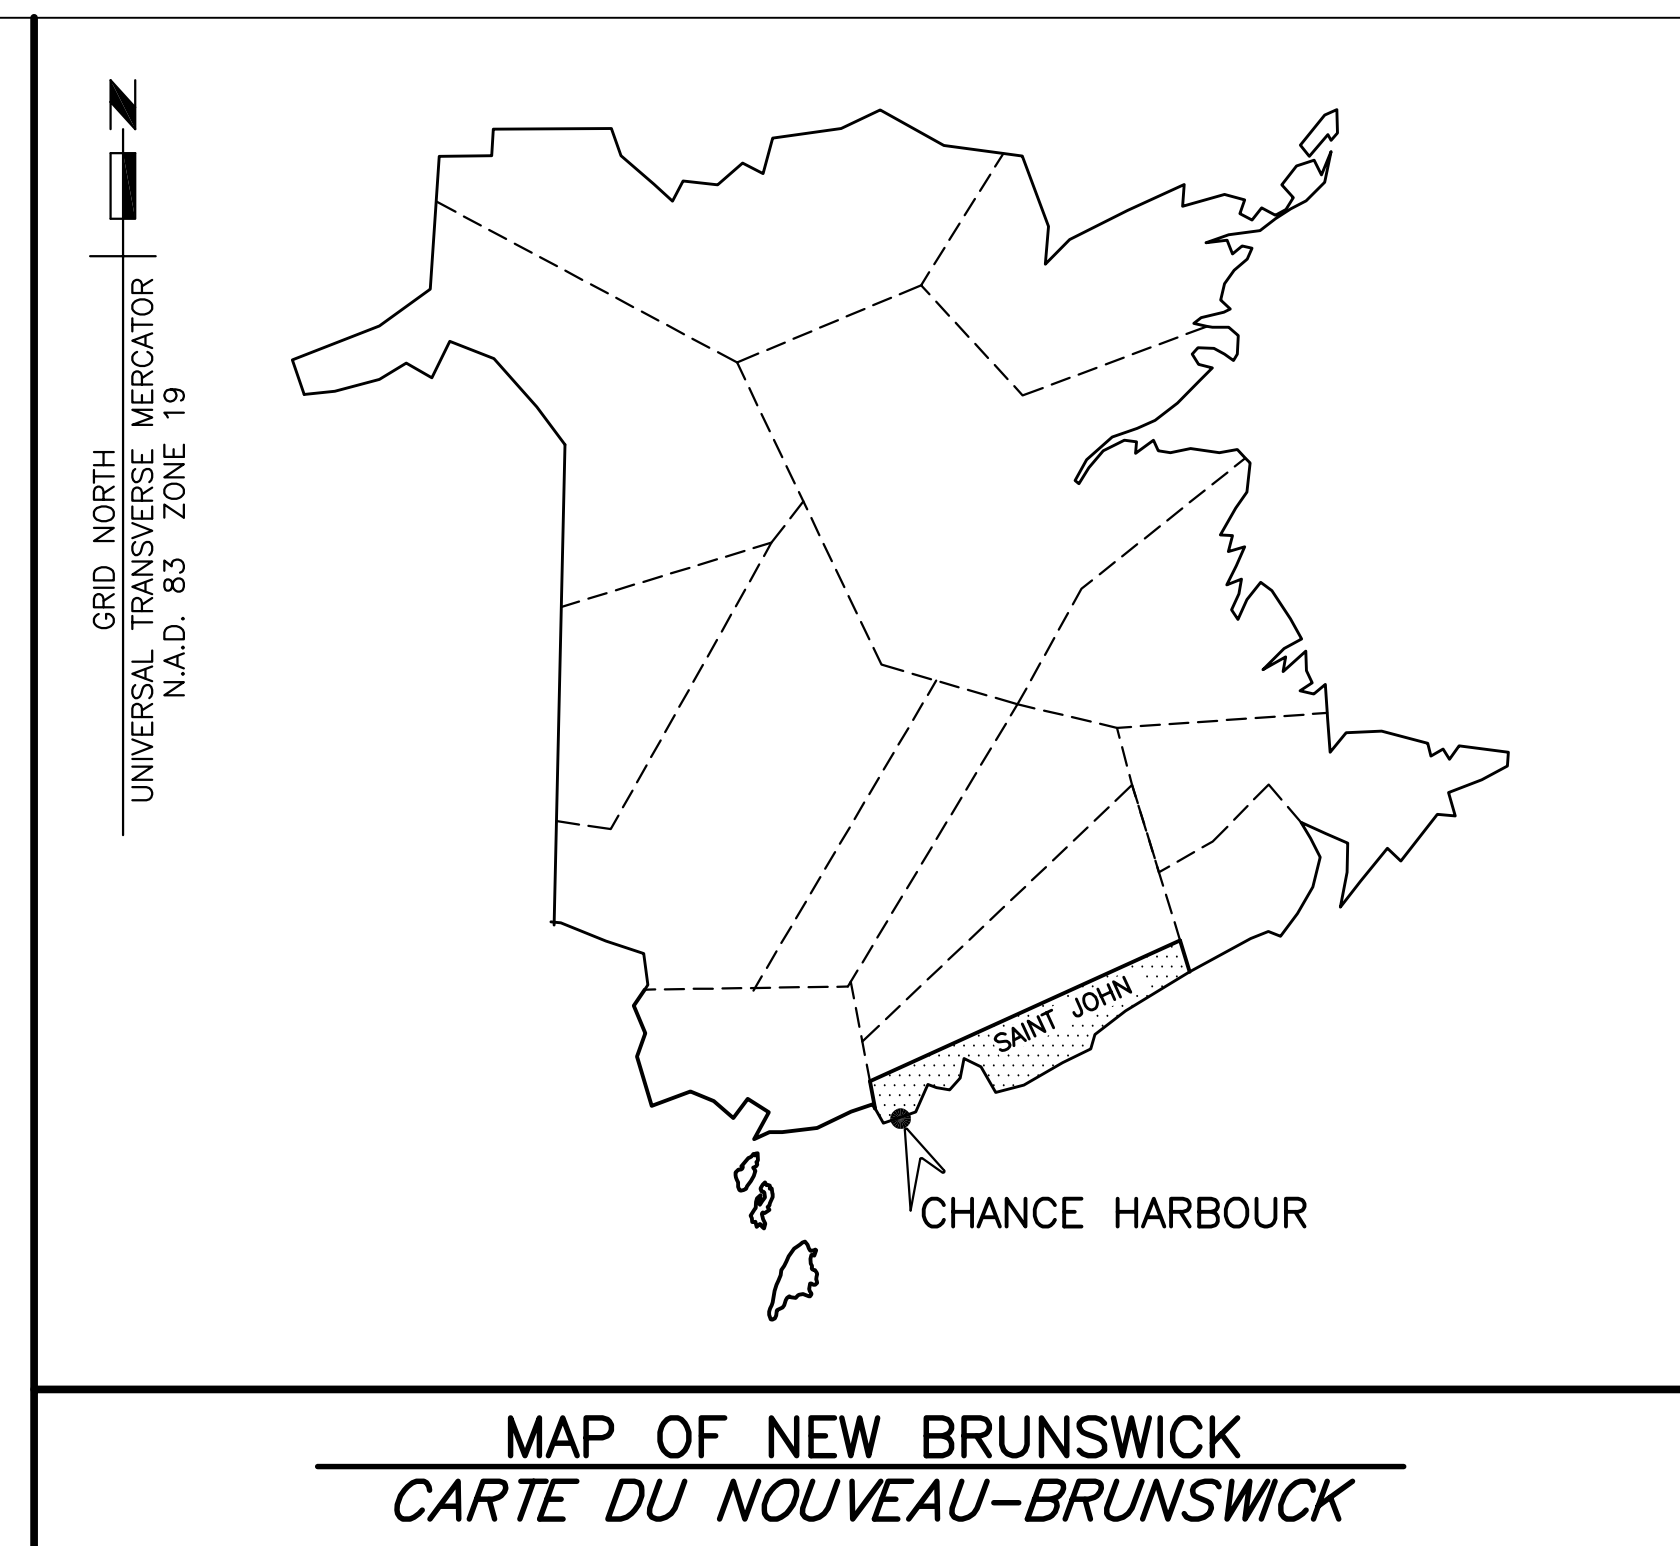 N
GRID NORTH
UNIVERSAL TRANSVERSE MERCATOR
N.A.D. 83 ZONE 19
SAINT JOHN
CHANCE HARBOUR
MAP OF NEW BRUNSWICK
CARTE DU NOUVEAU-BRUNSWICK